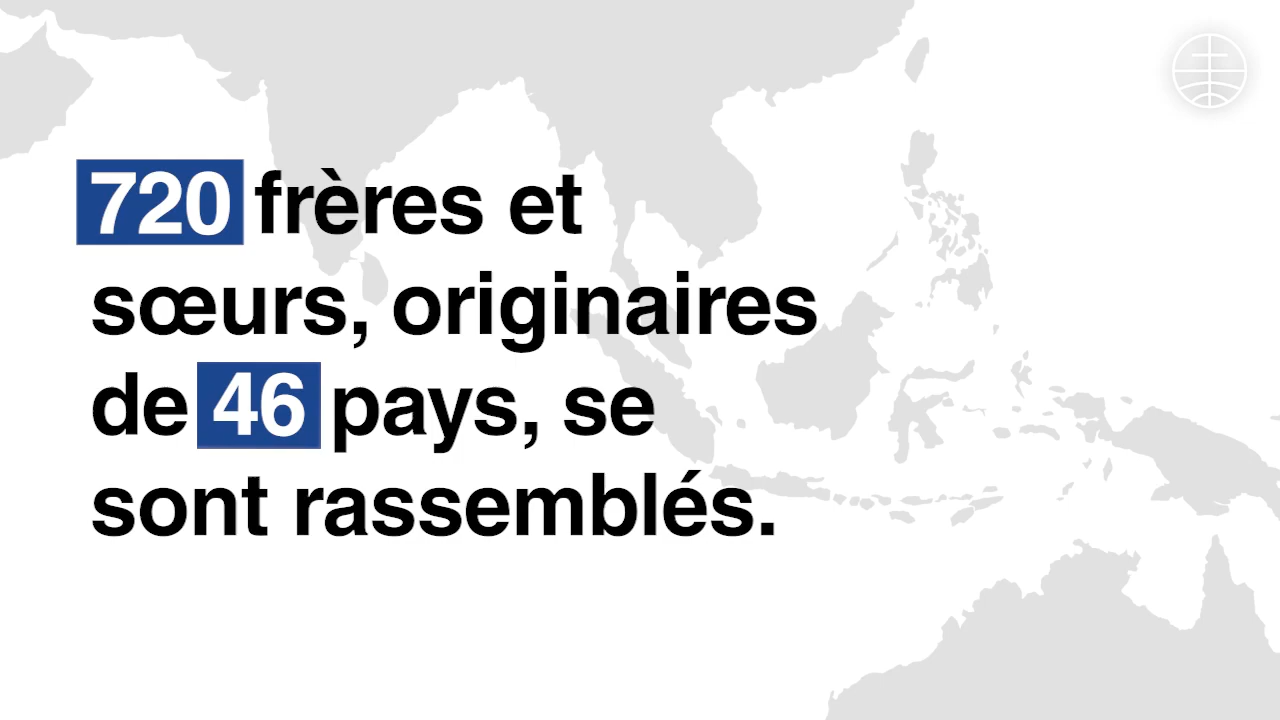 720 frères et
sœurs, originaires
de 46 pays, se
sont rassemblés.